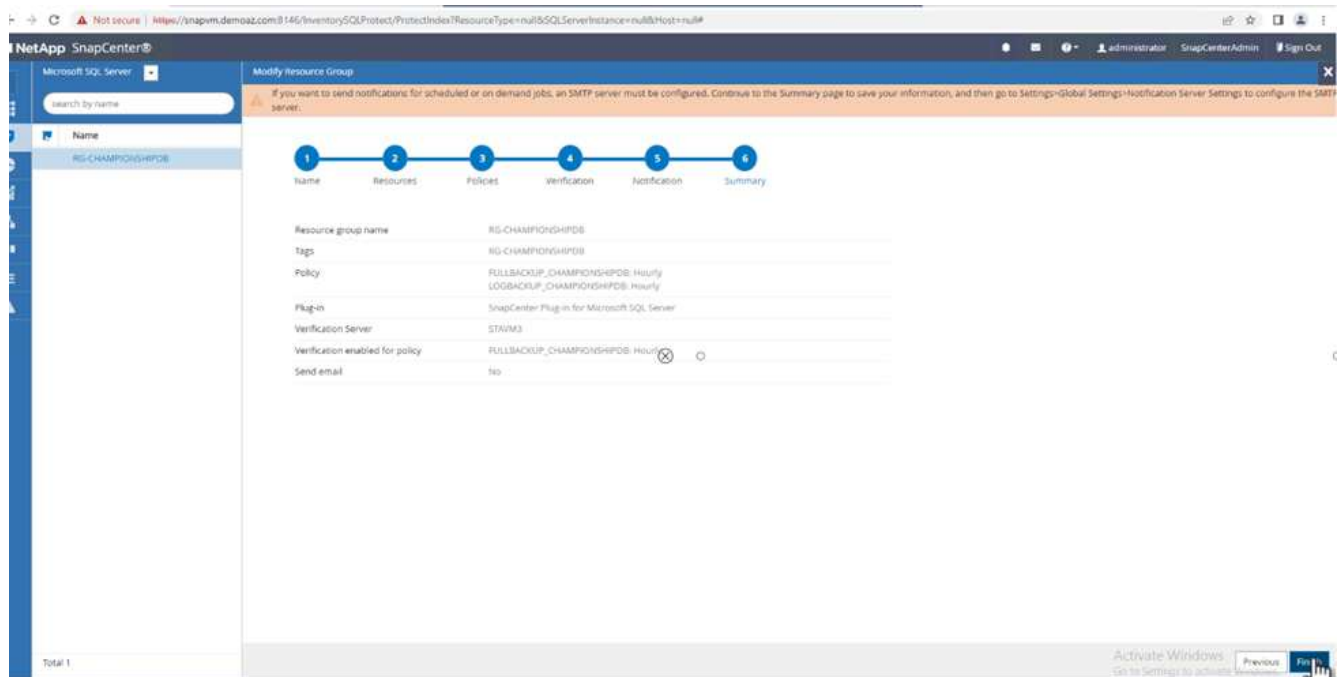 Not secure | https://snapvm.demoaz.com:8146/InventorySQLProtect/ProtectIndex?ResourceType=null&SQLServerInstance=null&Host=null#
NetApp SnapCenter®
administrator SnapCenterAdmin Sign Out
Microsoft SQL Server
Modify Resource Group
search by name
If you want to send notifications for scheduled or on demand jobs, an SMTP server must be configured. Continue to the Summary page to save your information, and then go to Settings>Global Settings>Notification Server Settings to configure the SMTP
server.
Name
RG-CHAMPIONSHIPDB
1 2 3 4 5 6
Name Resources Policies Verification Notification Summary
Resource group name RG-CHAMPIONSHIPDB
Tags RG-CHAMPIONSHIPDB
Policy FULLBACKUP_CHAMPIONSHIPDB: Hourly
LOGBACKUP_CHAMPIONSHIPDB: Hourly
Plug-in SnapCenter Plug-in for Microsoft SQL Server
Verification Server STAVM3
Verification enabled for policy FULLBACKUP_CHAMPIONSHIPDB: Hourly
Send email No
Total 1
Activate Windows
Go to Settings to activate Windows.
Previous Finish